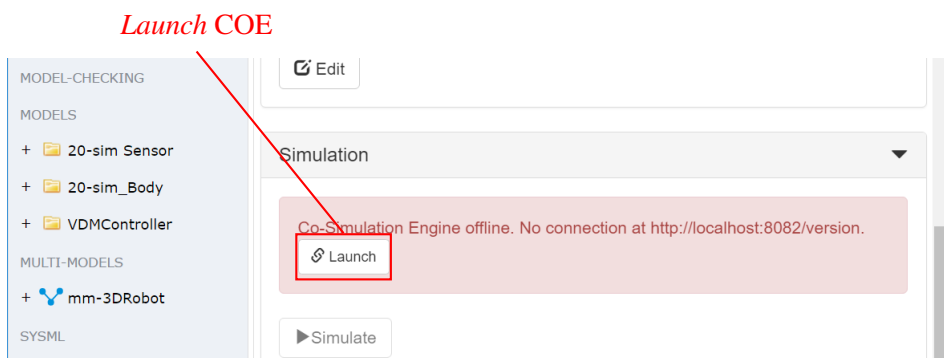 Launch COE
MODEL-CHECKING
MODELS
+ 20-sim Sensor
+ 20-sim_Body
+ VDMController
MULTI-MODELS
+ mm-3DRobot
SYSML
Edit
Simulation
Co-Simulation Engine offline. No connection at http://localhost:8082/version.
Launch
Simulate